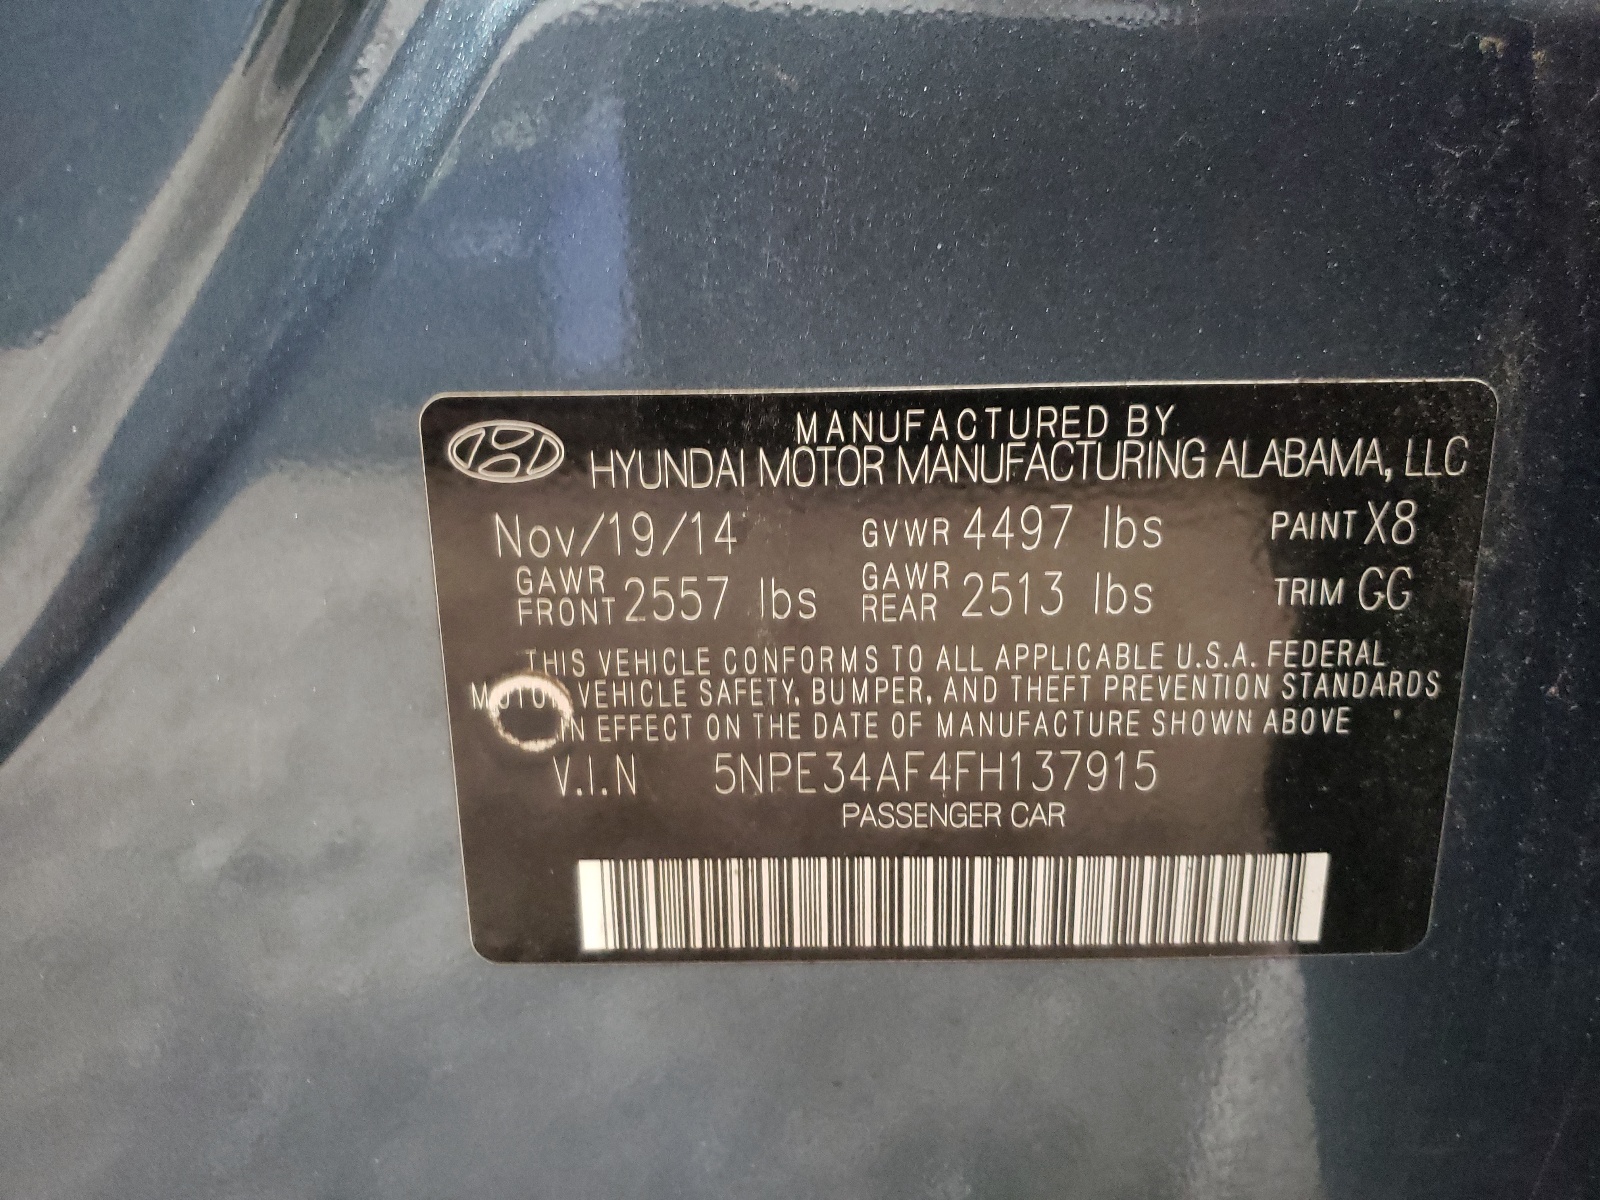 MANUFACTURED BY
HYUNDAI MOTOR MANUFACTURING ALABAMA, LLC
Nov/19/14 GVWR 4497 lbs PAINT X8
GAWR FRONT 2557 lbs GAWR REAR 2513 lbs TRIM GG
THIS VEHICLE CONFORMS TO ALL APPLICABLE U.S.A. FEDERAL
MOTOR VEHICLE SAFETY, BUMPER, AND THEFT PREVENTION STANDARDS
IN EFFECT ON THE DATE OF MANUFACTURE SHOWN ABOVE
V.I.N 5NPE34AF4FH137915
PASSENGER CAR